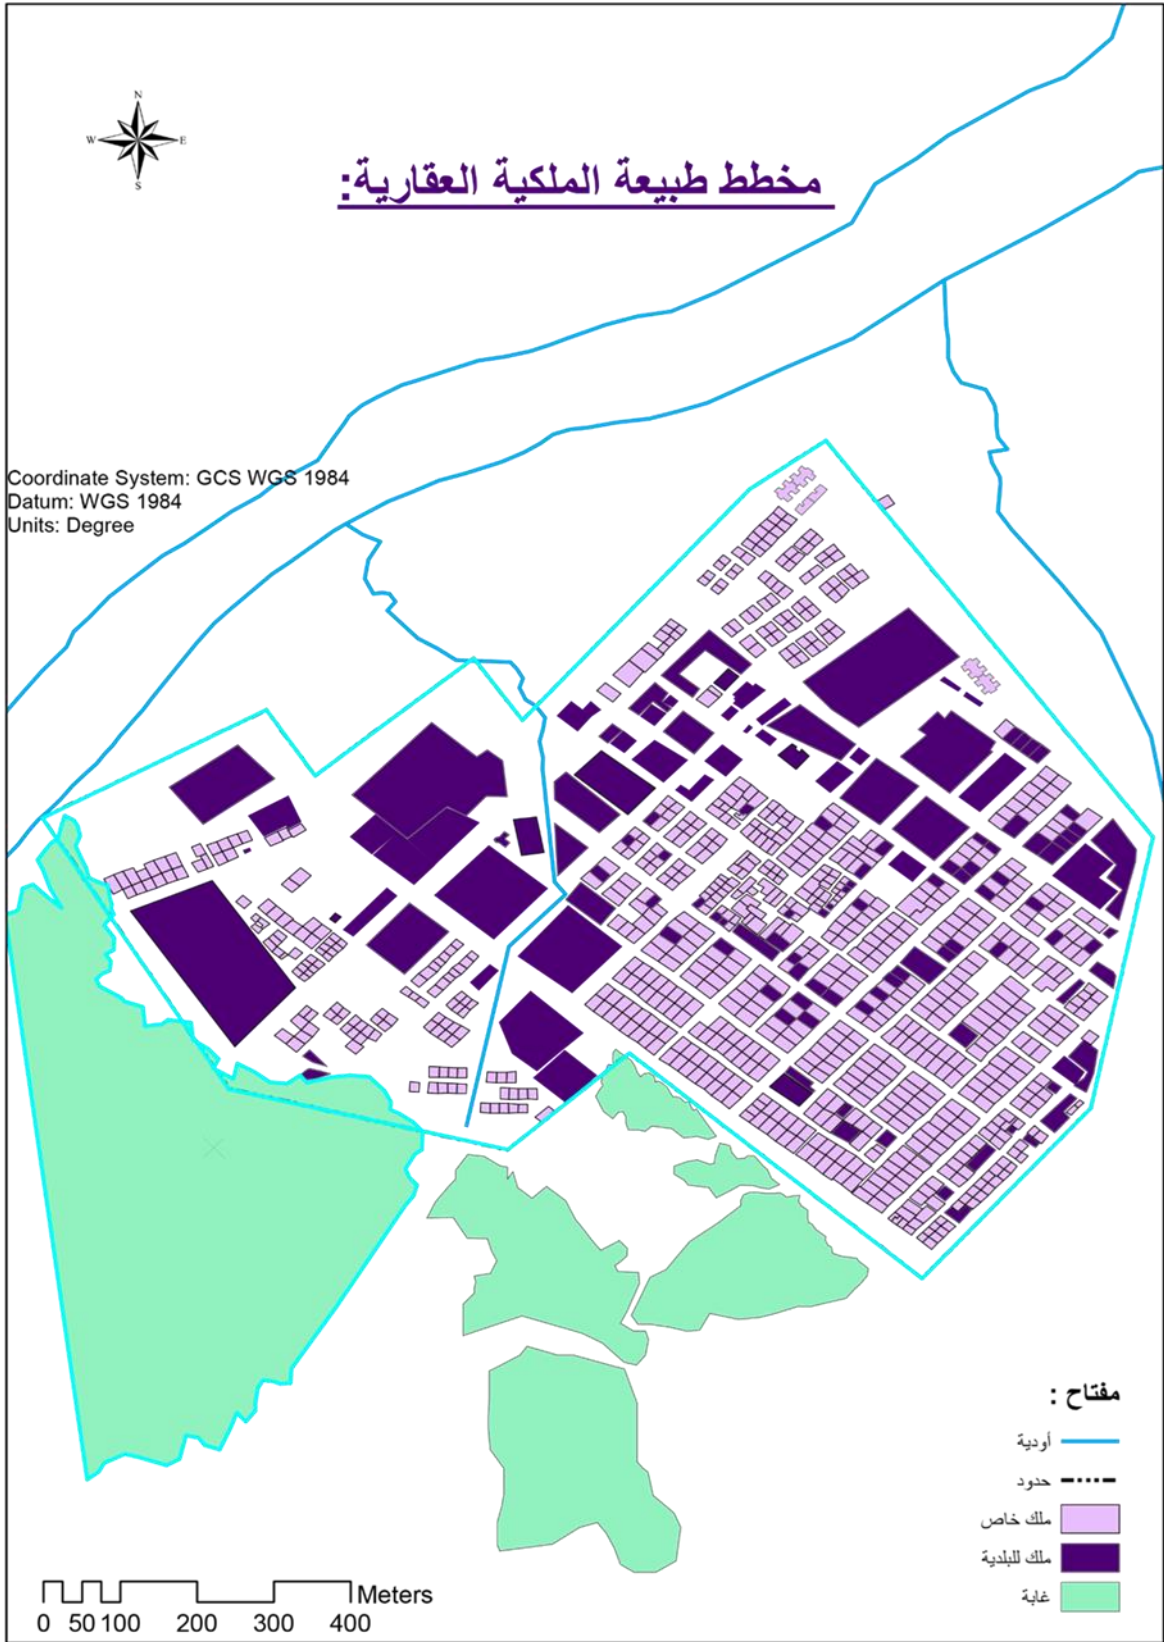 N
W E
S
مخطط طبيعة الملكية العقارية:
Coordinate System: GCS WGS 1984
Datum: WGS 1984
Units: Degree
مفتاح :
أودية
حدود
ملك خاص
ملك للبلدية
غابة
Meters
0 50 100 200 300 400